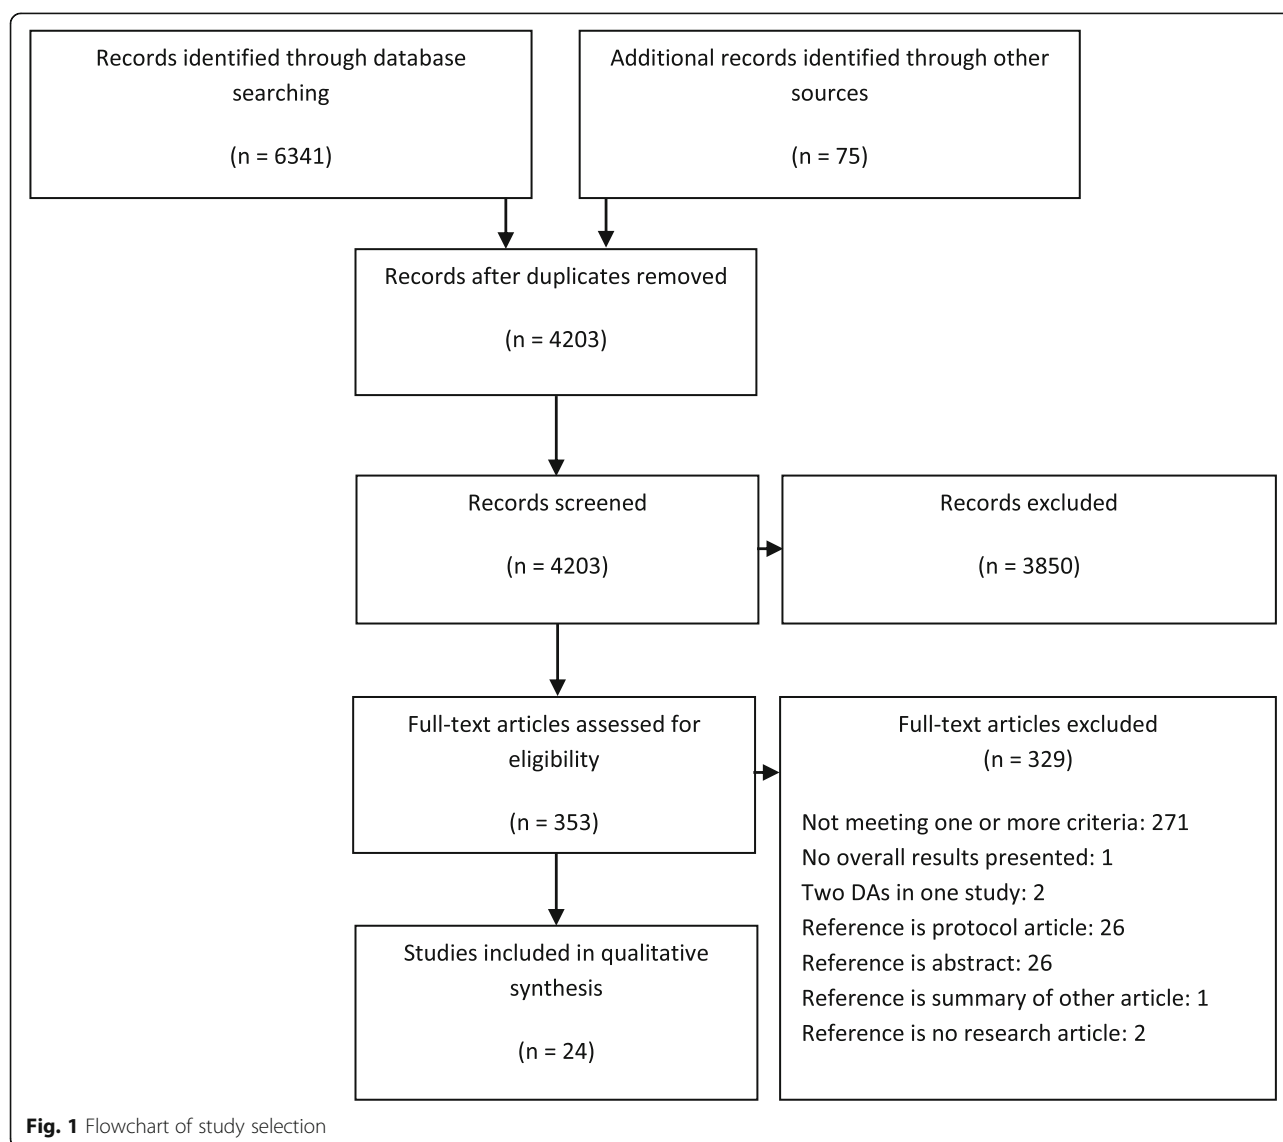 Records identified through database
searching
(n = 6341)
Additional records identified through other
sources
(n = 75)
Records after duplicates removed
(n = 4203)
Records screened
(n = 4203)
Records excluded
(n = 3850)
Full-text articles assessed for
eligibility
(n = 353)
Full-text articles excluded
(n = 329)
Not meeting one or more criteria: 271
No overall results presented: 1
Two DAs in one study: 2
Reference is protocol article: 26
Reference is abstract: 26
Reference is summary of other article: 1
Reference is no research article: 2
Studies included in qualitative
synthesis
(n = 24)
Fig. 1 Flowchart of study selection